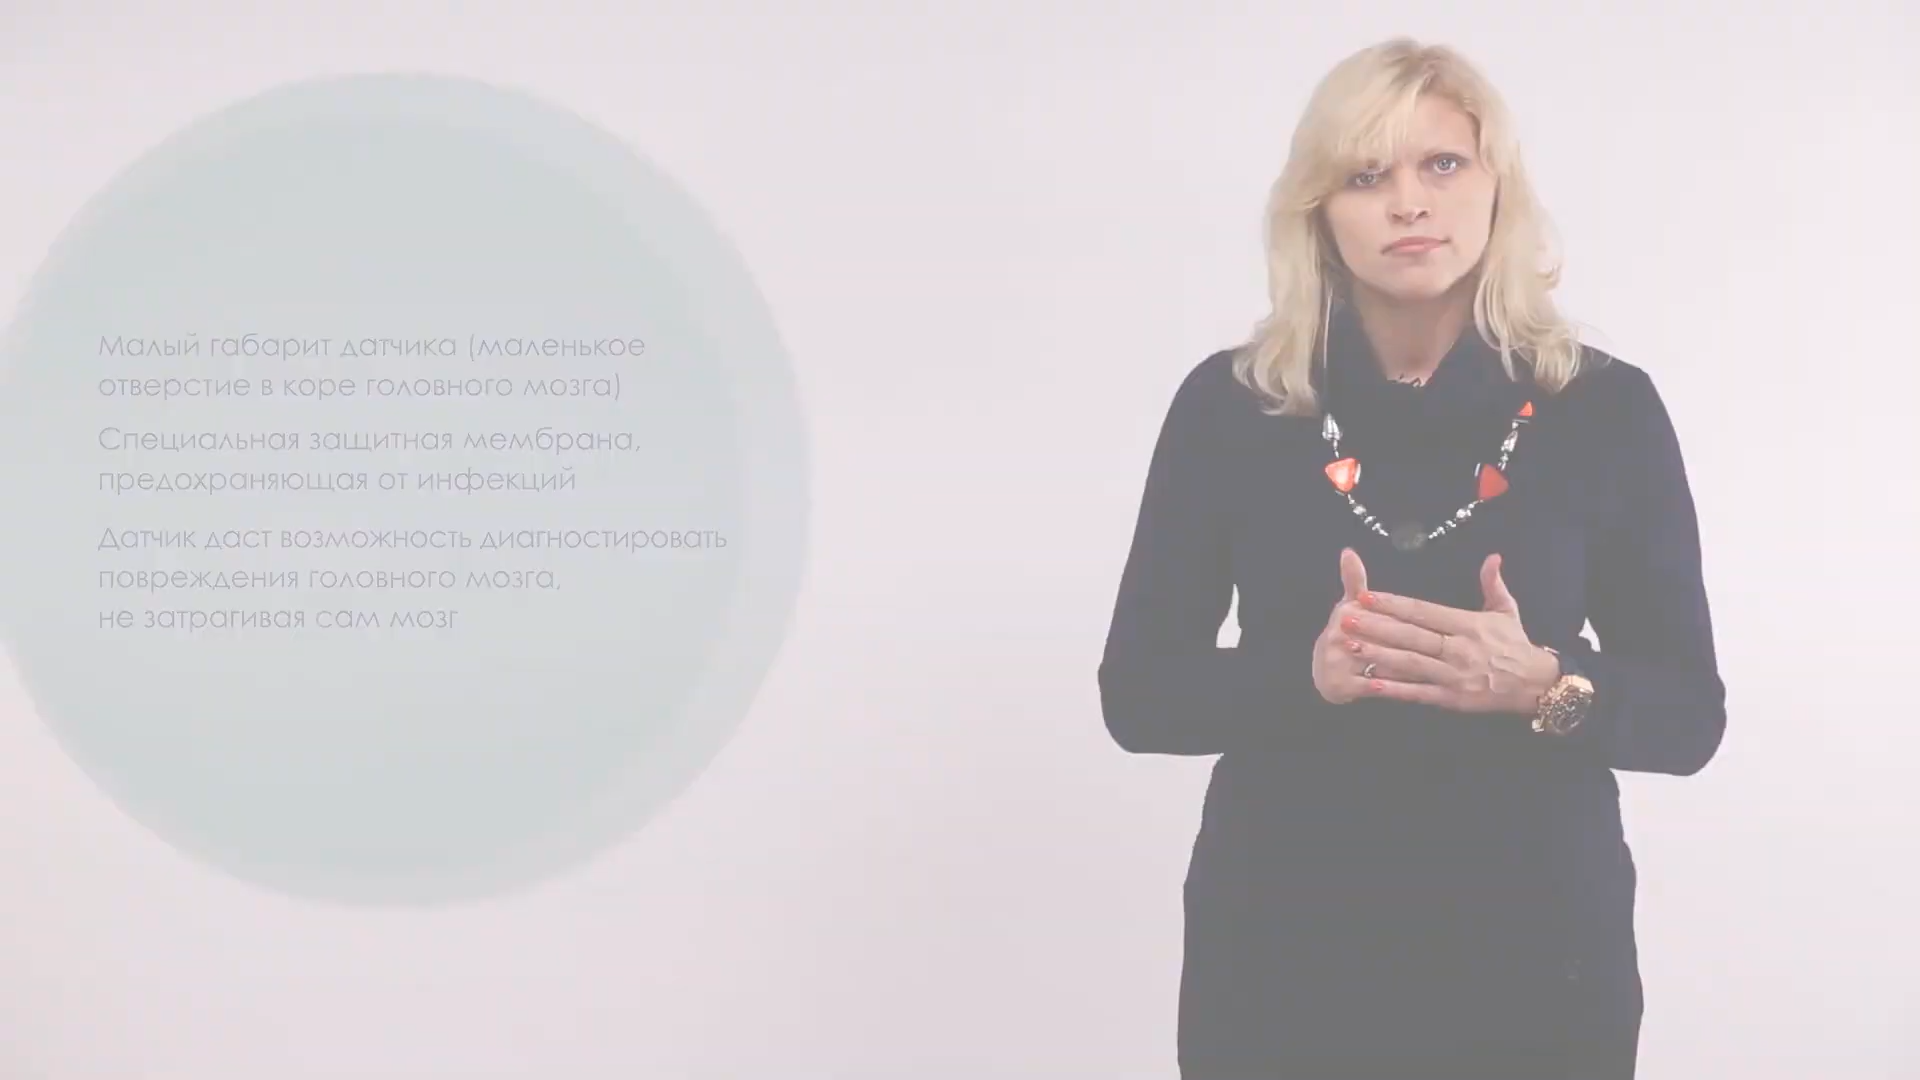 Малый габарит датчика (маленькое
отверстие в коре головного мозга)
Специальная защитная мембрана,
предохраняющая от инфекций
Датчик даст возможность диагностировать
повреждения головного мозга,
не затрагивая сам мозг